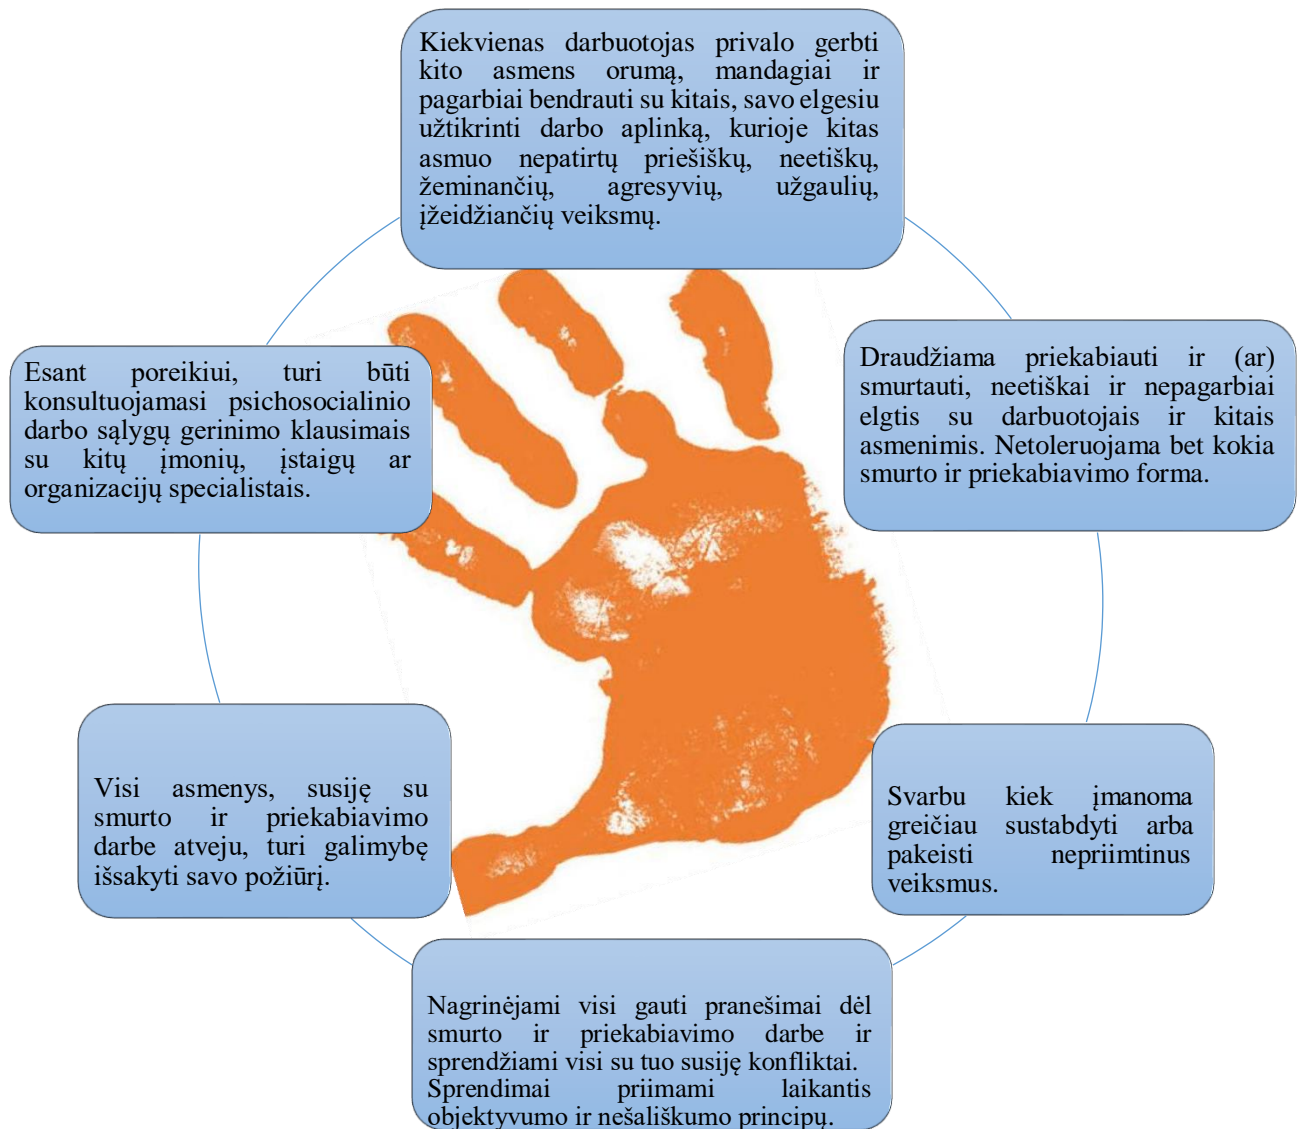 Kiekvienas darbuotojas privalo gerbti
kito asmens orumą, mandagiai ir
pagarbiai bendrauti su kitais, savo elgesiu
užtikrinti darbo aplinką, kurioje kitas
asmuo nepatirtų priešiškų, neetiškų,
žeminančių, agresyvių, užgaulių,
įžeidžiančių veiksmų.
Draudžiama priekabiauti ir (ar)
smurtauti, neetiškai ir nepagarbiai
elgtis su darbuotojais ir kitais
asmenimis. Netoleruojama bet kokia
smurto ir priekabiavimo forma.
Svarbu kiek įmanoma
greičiau sustabdyti arba
pakeisti nepriimtinus
veiksmus.
Nagrinėjami visi gauti pranešimai dėl
smurto ir priekabiavimo darbe ir
sprendžiami visi su tuo susiję konfliktai.
Sprendimai priimami laikantis
objektyvumo ir nešališkumo principų.
Visi asmenys, susiję su
smurto ir priekabiavimo
darbe atveju, turi galimybę
išsakyti savo požiūrį.
Esant poreikiui, turi būti
konsultuojamasi psichosocialinio
darbo sąlygų gerinimo klausimais
su kitų įmonių, įstaigų ar
organizacijų specialistais.